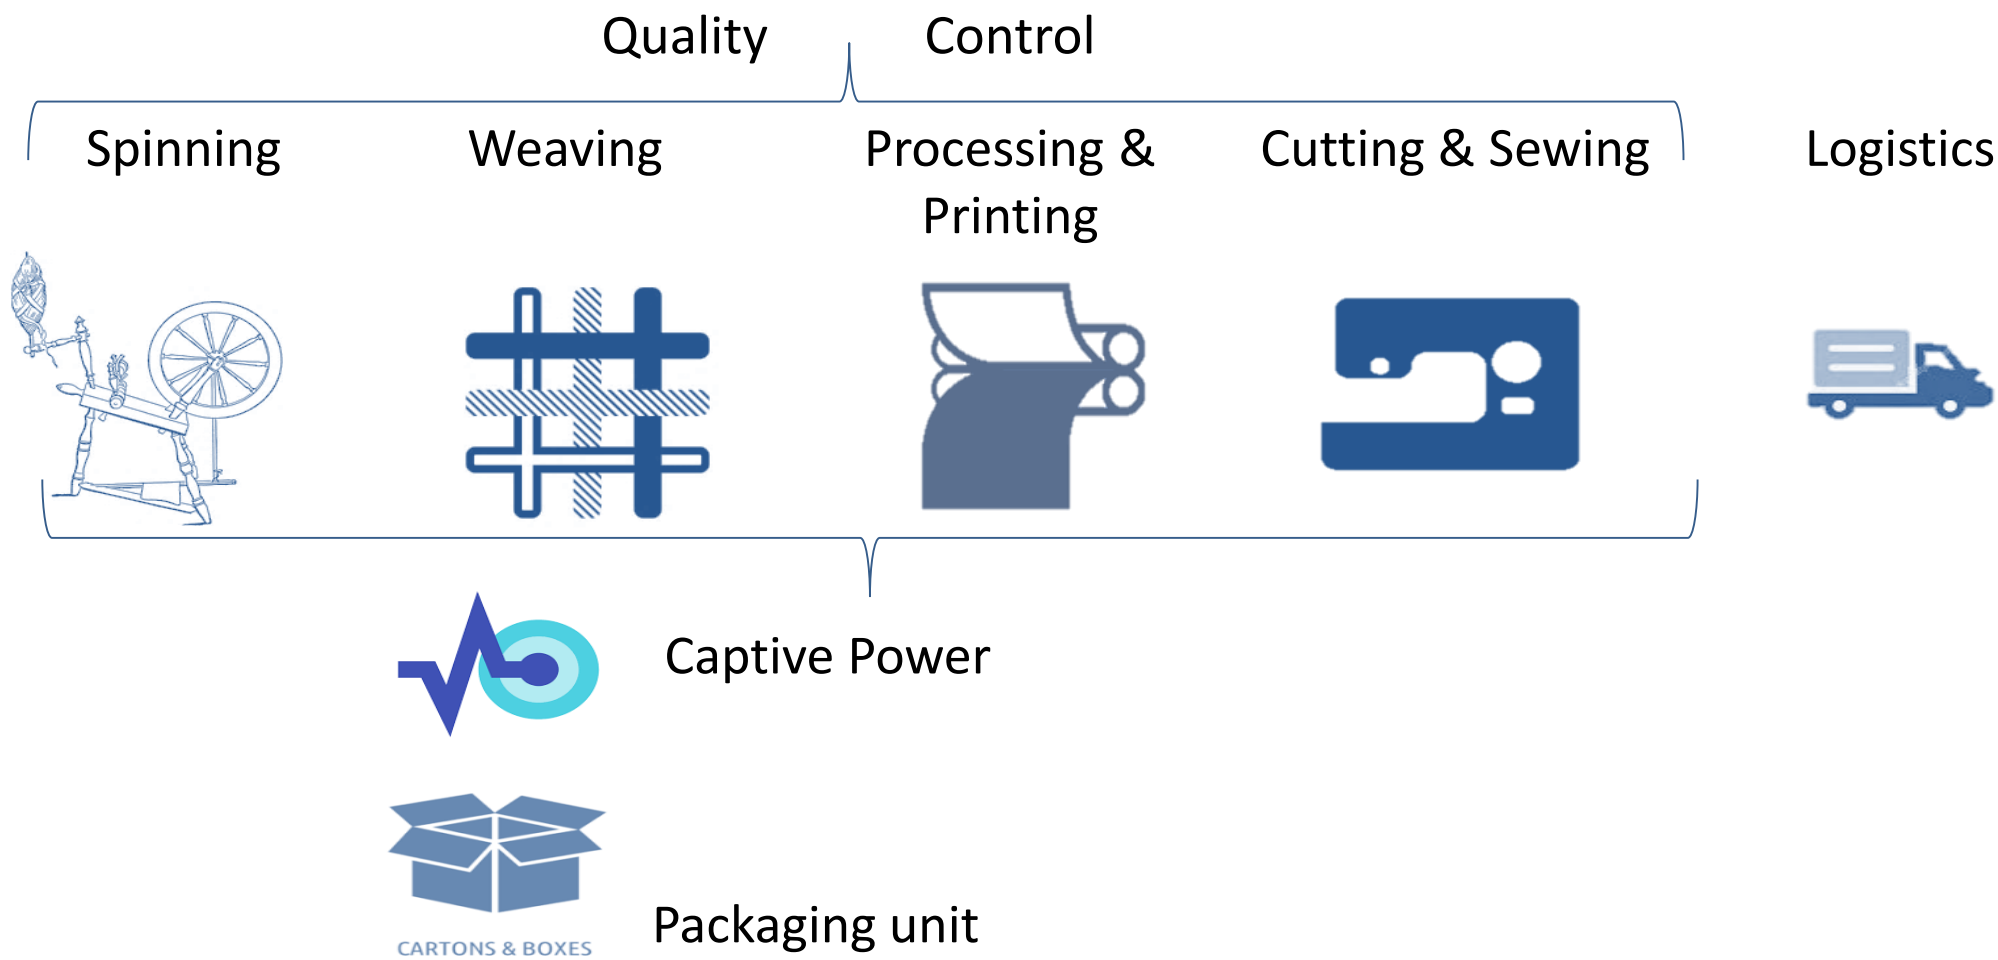 Quality Control
Spinning
Weaving
Processing &
Printing
Cutting & Sewing
Logistics
Captive Power
CARTONS & BOXES
Packaging unit